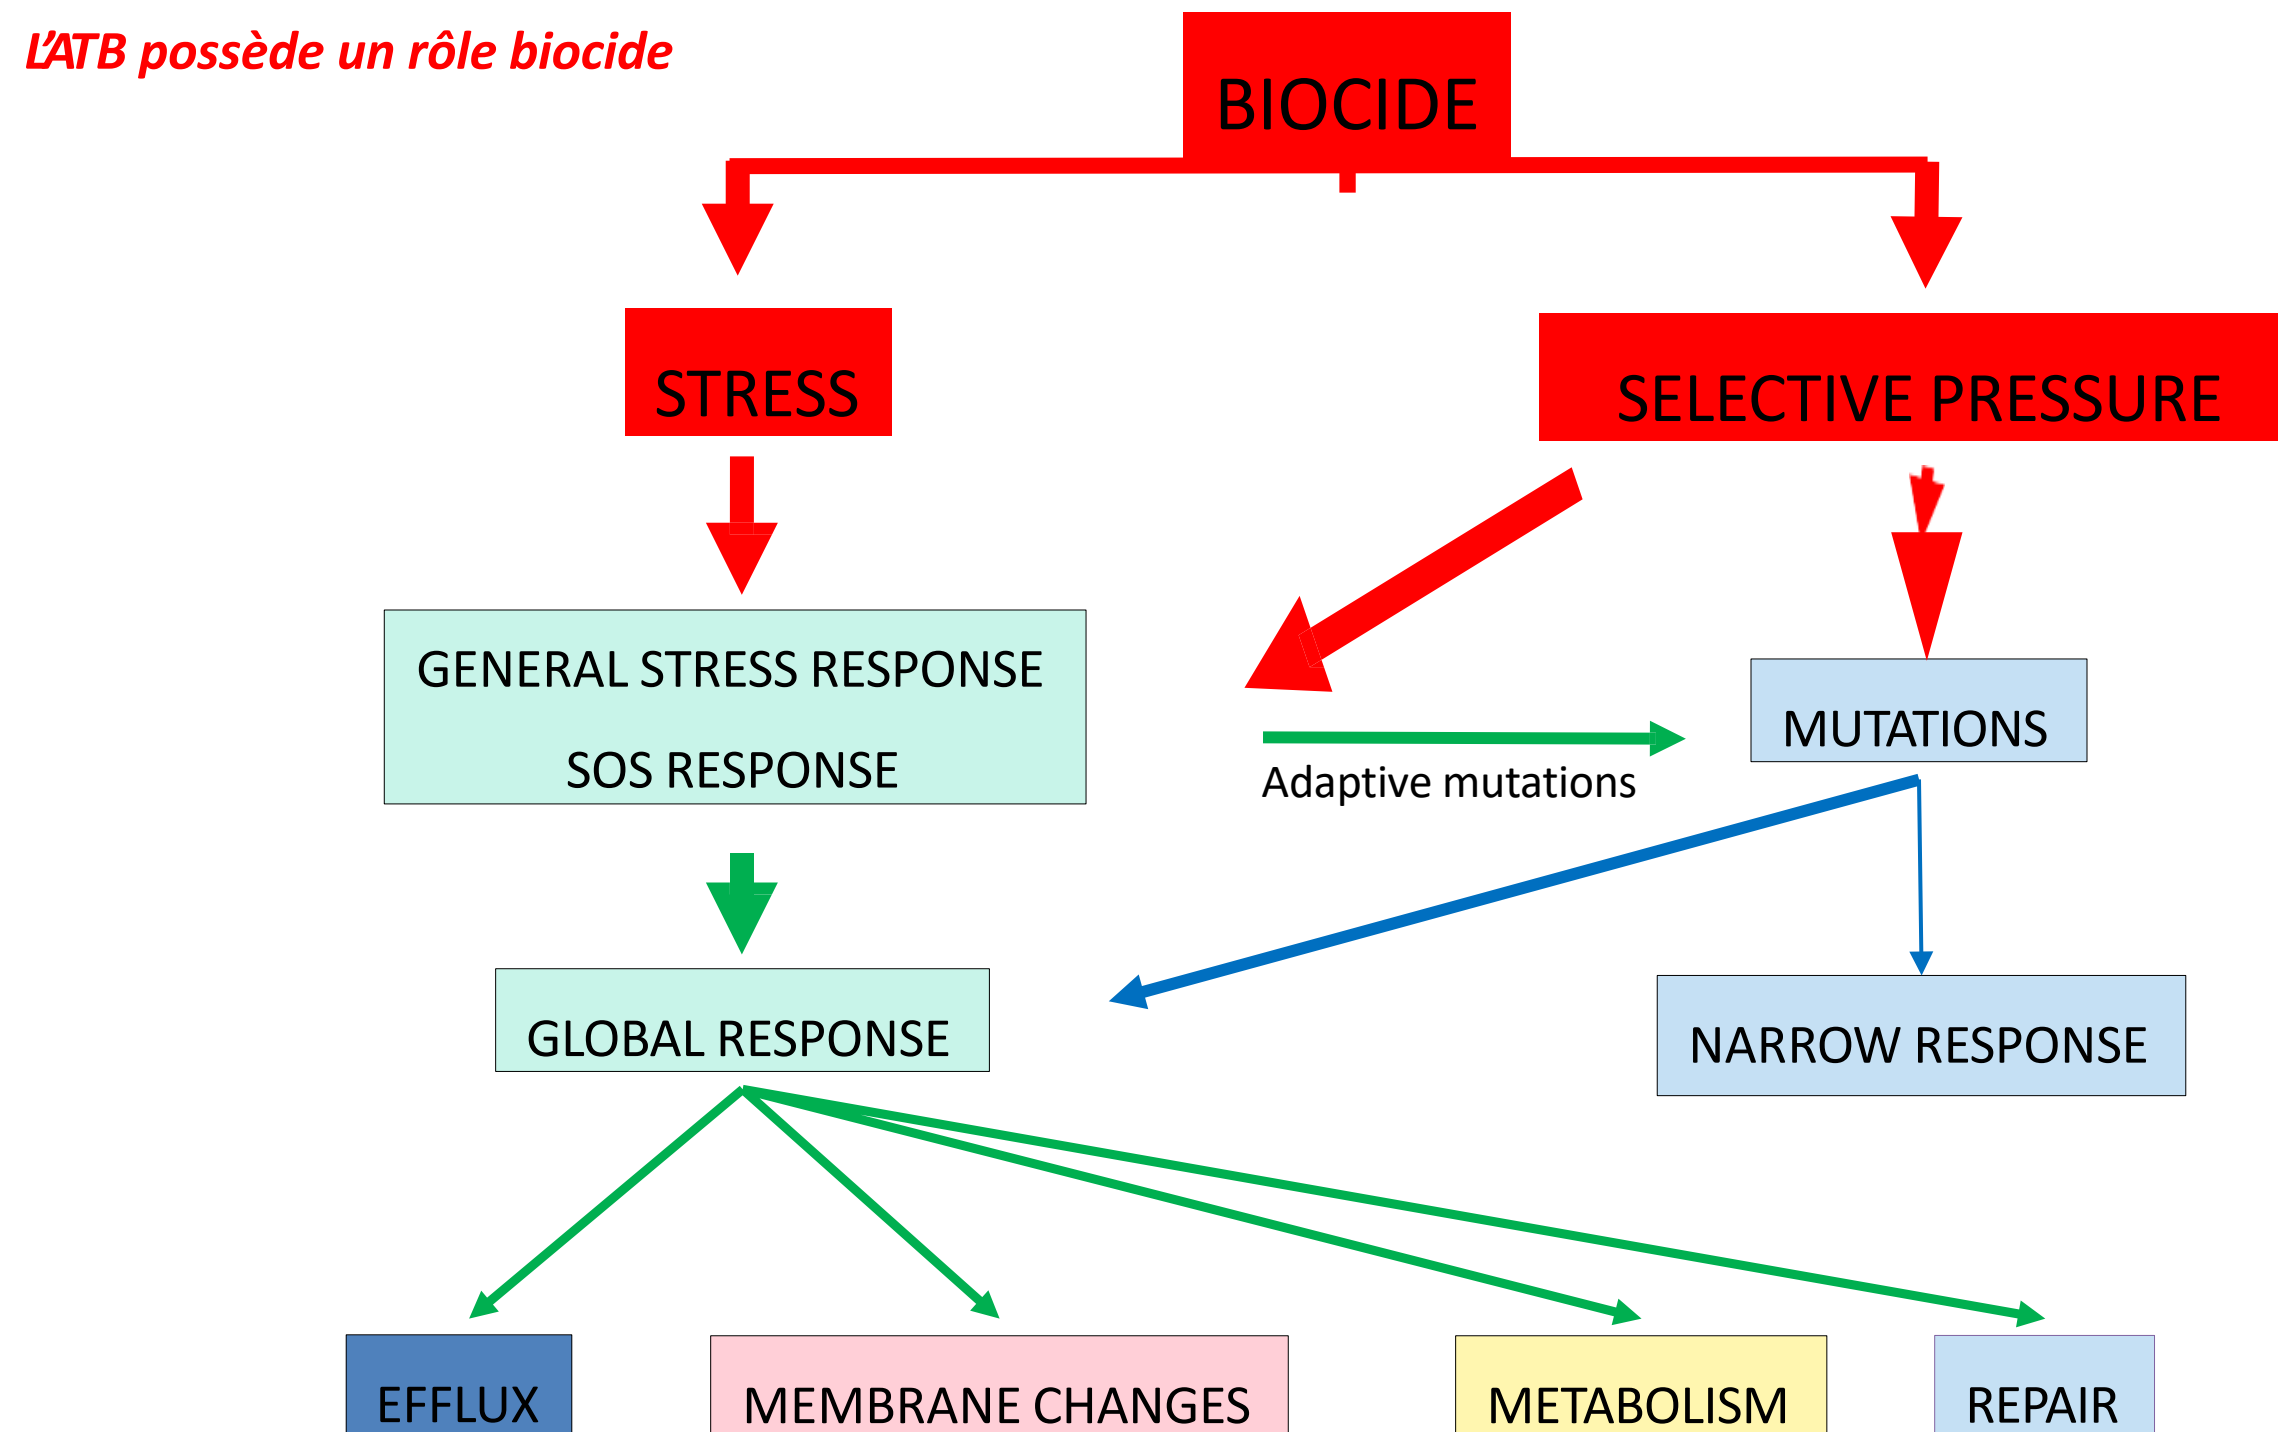 L'ATB possède un rôle biocide
BIOCIDE
STRESS
SELECTIVE PRESSURE
GENERAL STRESS RESPONSE
SOS RESPONSE
MUTATIONS
Adaptive mutations
GLOBAL RESPONSE
NARROW RESPONSE
EFFLUX
MEMBRANE CHANGES
METABOLISM
REPAIR